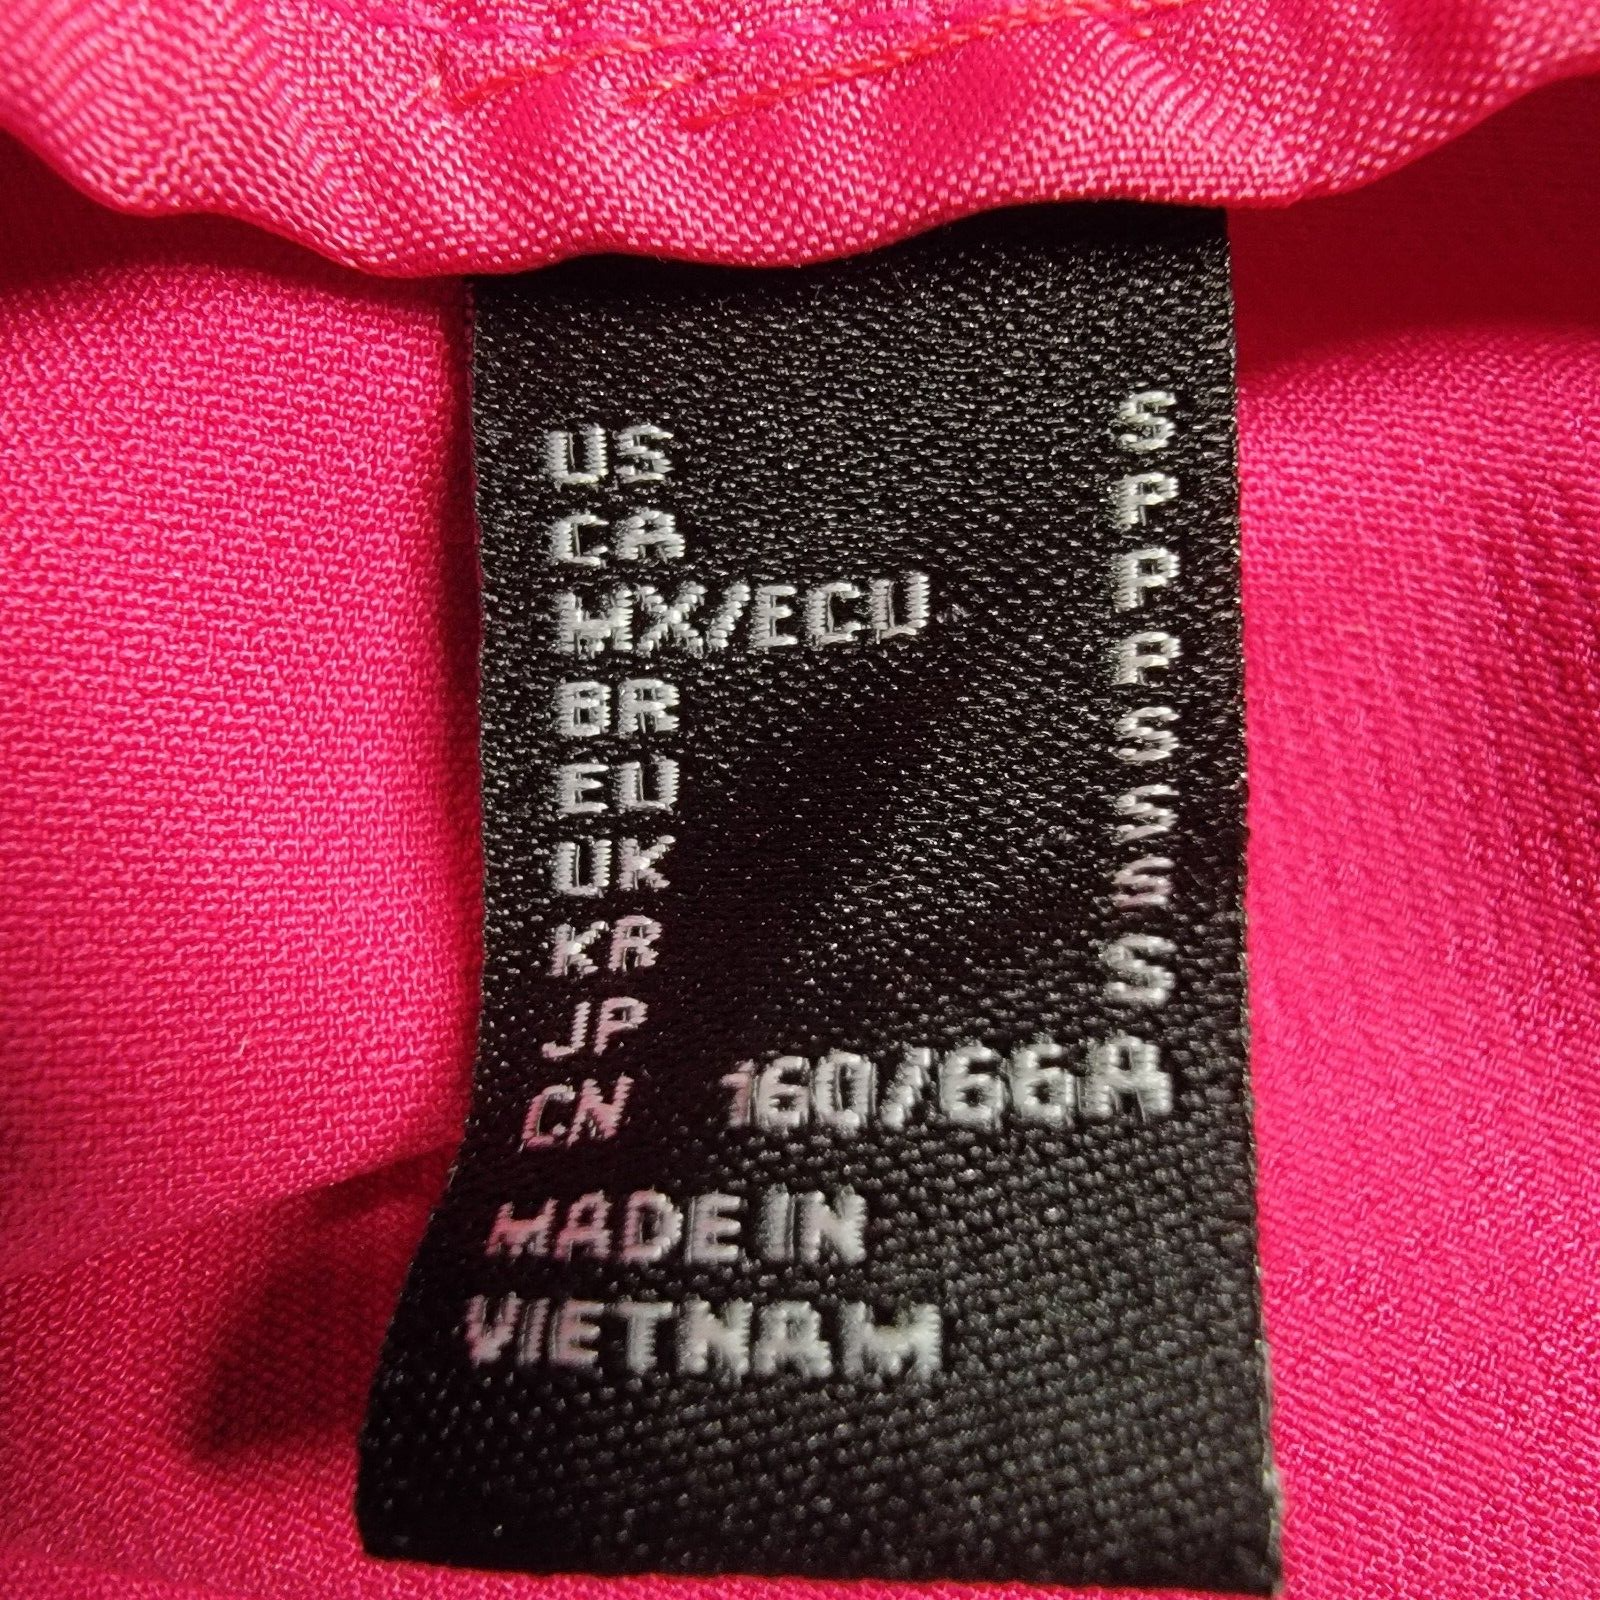 US S
CA P
MX/ECU P
BR P
EU S
UK S
KR S
JP S
CN 160/66A
MADE IN
VIETNAM